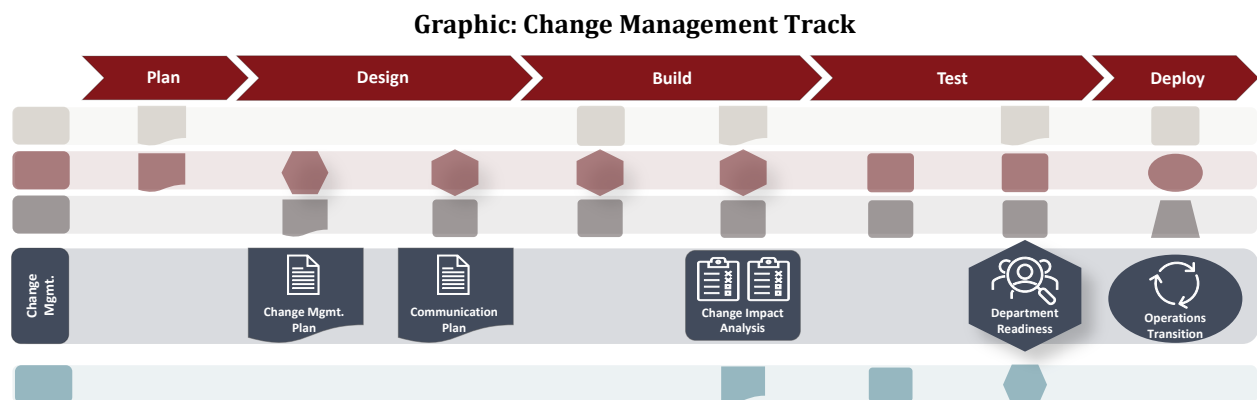 Graphic: Change Management Track
Plan
Design
Build
Test
Deploy
Change
Mgmt.
Change Mgmt.
Plan
Communication
Plan
Change Impact
Analysis
Department
Readiness
Operations
Transition